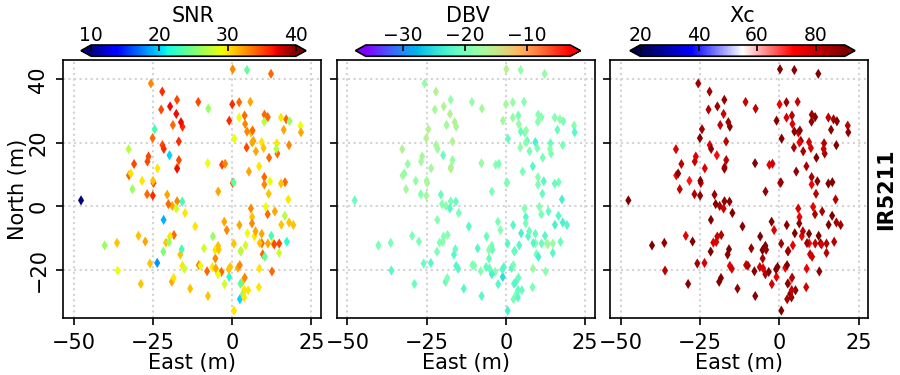 SNR DBV Xc
10 20 30 40 −30 −20 −10 20 40 60 80
40
20
0
−20
North (m)
IR5211
−50 −25 0 25 −50 −25 0 25 −50 −25 0 25
East (m) East (m) East (m)